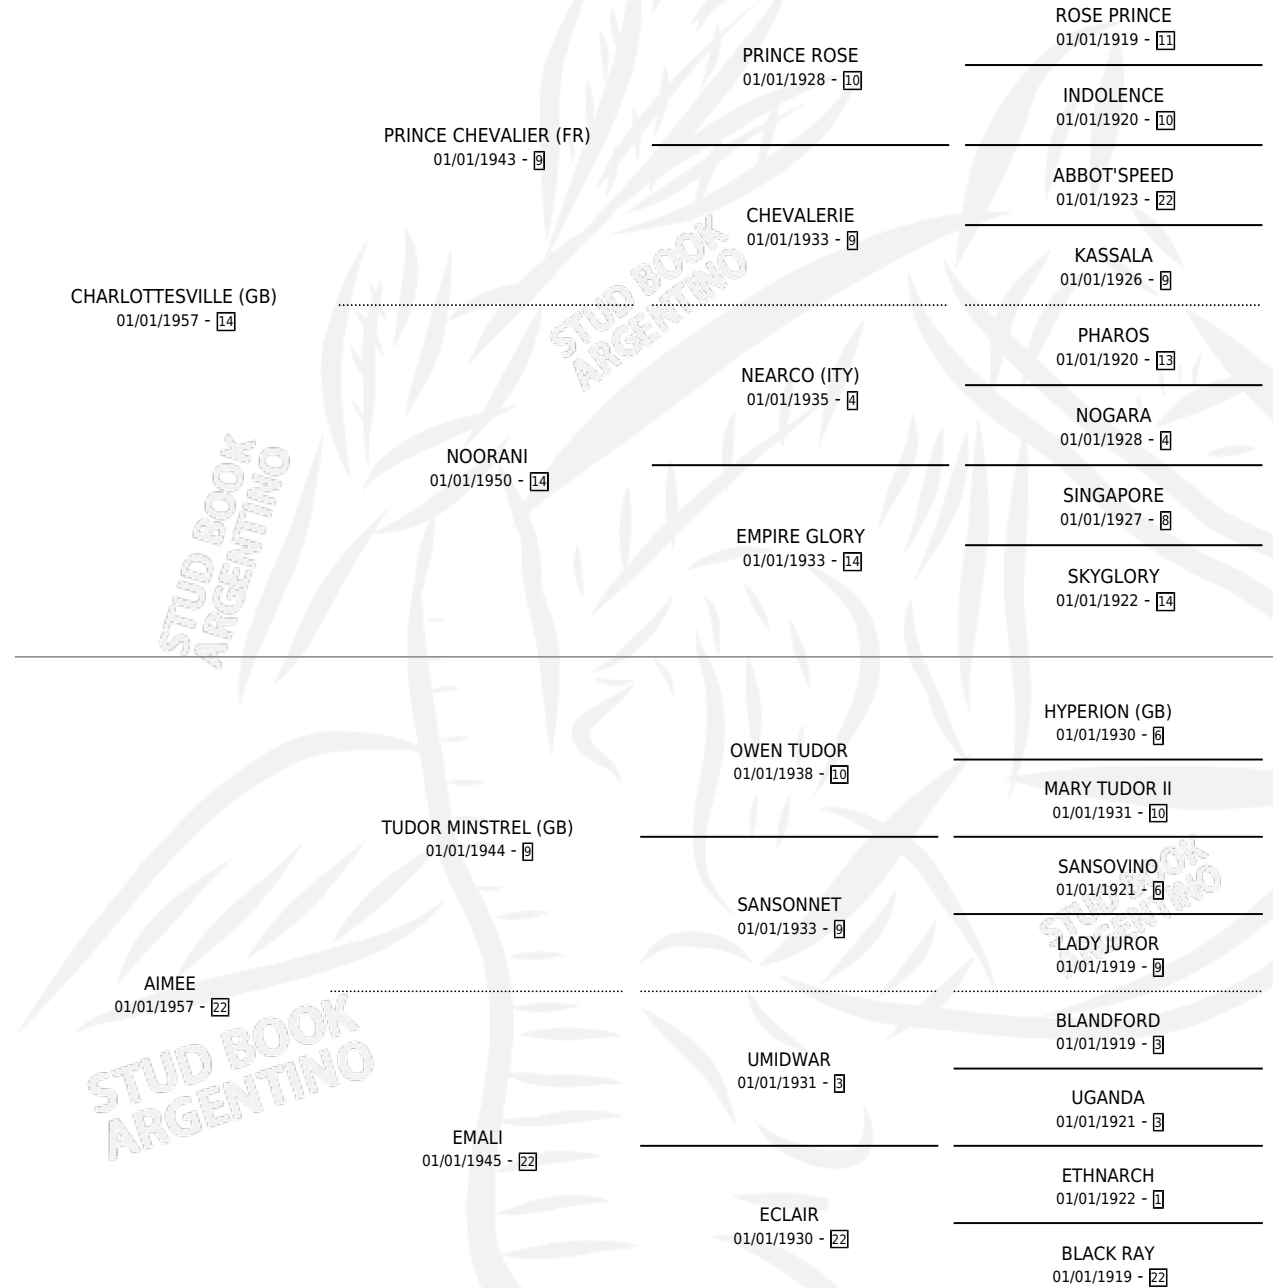 ROSE PRINCE
01/01/1919 - 11
PRINCE ROSE
01/01/1928 - 10
INDOLENCE
01/01/1920 - 10
PRINCE CHEVALIER (FR)
01/01/1943 - 9
ABBOT'SPEED
01/01/1923 - 22
CHEVALERIE
01/01/1933 - 9
KASSALA
01/01/1926 - 9
CHARLOTTESVILLE (GB)
01/01/1957 - 14
STUD BOOK
ARGENTINO
PHAROS
01/01/1920 - 13
NEARCO (ITY)
01/01/1935 - 4
NOGARA
01/01/1928 - 4
NOORANI
01/01/1950 - 14
SINGAPORE
01/01/1927 - 8
EMPIRE GLORY
01/01/1933 - 14
SKYGLORY
01/01/1922 - 14
STUD BOOK
ARGENTINO
HYPERION (GB)
01/01/1930 - 6
OWEN TUDOR
01/01/1938 - 10
MARY TUDOR II
01/01/1931 - 10
TUDOR MINSTREL (GB)
01/01/1944 - 9
SANSOVINO
01/01/1921 - 6
SANSONNET
01/01/1933 - 9
STUD BOOK
ARGENTINO
LADY JUROR
01/01/1919 - 9
AIMEE
01/01/1957 - 22
STUD BOOK
ARGENTINO
BLANDFORD
01/01/1919 - 3
UMIDWAR
01/01/1931 - 3
UGANDA
01/01/1921 - 3
EMALI
01/01/1945 - 22
ETHNARCH
01/01/1922 - 1
ECLAIR
01/01/1930 - 22
BLACK RAY
01/01/1919 - 22